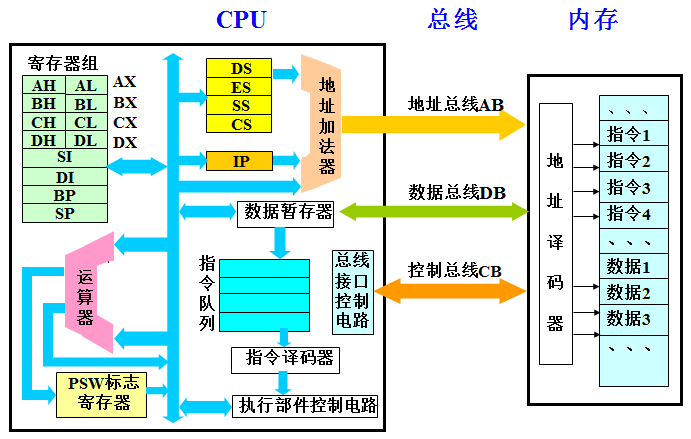 CPU
总线
内存
寄存器组
AH AL AX
BH BL BX
CH CL CX
DH DL DX
SI
DI
BP
SP
DS
ES
SS
CS
IP
地址加法器
地址总线AB
数据总线DB
控制总线CB
数据暂存器
指令队列
总线
接口
控制
电路
运算器
指令译码器
PSW标志
寄存器
执行部件控制电路
地址译码器
、、、
指令1
指令2
指令3
指令4
、、、
数据1
数据2
数据3
、、、